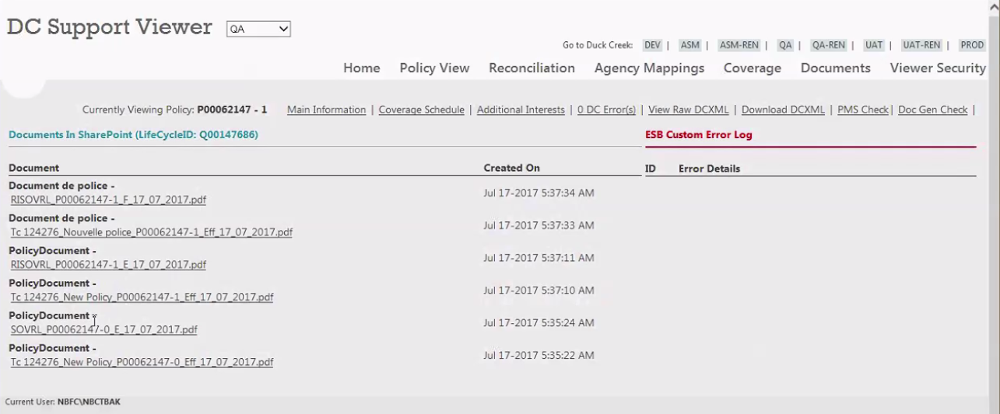 DC Support Viewer QA
Go to Duck Creek: DEV | ASM | ASM-REN | QA | QA-REN | UAT | UAT-REN | PROD
Home Policy View Reconciliation Agency Mappings Coverage Documents Viewer Security
Currently Viewing Policy: P00062147 - 1 Main Information | Coverage Schedule | Additional Interests | 0 DC Error(s) | View Raw DCXML | Download DCXML | PMS Check | Doc Gen Check |
Documents In SharePoint (LifeCycleID: Q00147686) ESB Custom Error Log
Document Created On ID Error Details
Document de police -
RISOVRL_P00062147-1_F_17_07_2017.pdf Jul 17-2017 5:37:34 AM
Document de police -
Tc 124276_Nouvelle police_P00062147-1_Eff_17_07_2017.pdf Jul 17-2017 5:37:33 AM
PolicyDocument -
RISOVRL_P00062147-1_E_17_07_2017.pdf Jul 17-2017 5:37:11 AM
PolicyDocument -
Tc 124276_New Policy_P00062147-1_Eff_17_07_2017.pdf Jul 17-2017 5:37:10 AM
PolicyDocument -
SOVRL_P00062147-0_E_17_07_2017.pdf Jul 17-2017 5:35:24 AM
PolicyDocument -
Tc 124276_New Policy_P00062147-0_Eff_17_07_2017.pdf Jul 17-2017 5:35:22 AM
Current User: NBFC\NBCTBAK